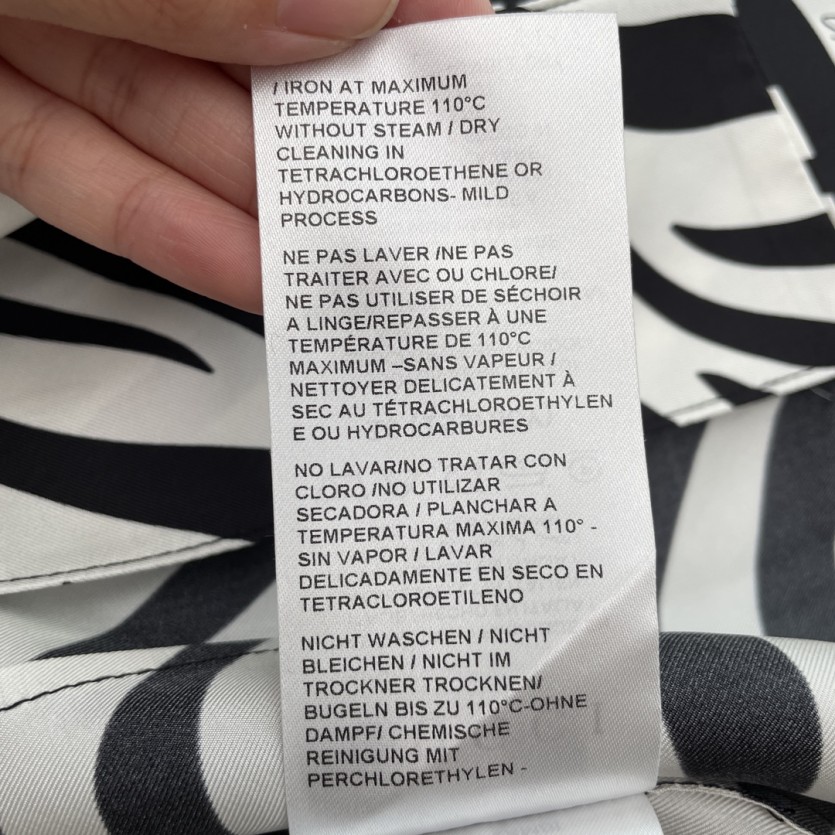 / IRON AT MAXIMUM
TEMPERATURE 110°C
WITHOUT STEAM / DRY
CLEANING IN
TETRACHLOROETHENE OR
HYDROCARBONS- MILD
PROCESS
NE PAS LAVER /NE PAS
TRAITER AVEC OU CHLORE/
NE PAS UTILISER DE SÉCHOIR
A LINGE/REPASSER À UNE
TEMPÉRATURE DE 110°C
MAXIMUM –SANS VAPEUR /
NETTOYER DELICATEMENT À
SEC AU TÉTRACHLOROETHYLEN
E OU HYDROCARBURES
NO LAVAR/NO TRATAR CON
CLORO /NO UTILIZAR
SECADORA / PLANCHAR A
TEMPERATURA MAXIMA 110° -
SIN VAPOR / LAVAR
DELICADAMENTE EN SECO EN
TETRACLOROETILENO
NICHT WASCHEN / NICHT
BLEICHEN / NICHT IM
TROCKNER TROCKNEN/
BUGELN BIS ZU 110°C-OHNE
DAMPF/ CHEMISCHE
REINIGUNG MIT
PERCHLORETHYLEN -